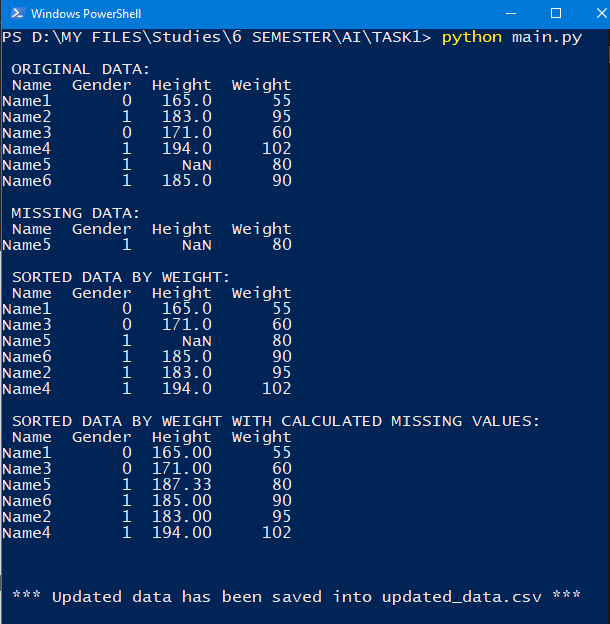 Windows PowerShell
PS D:\MY FILES\Studies\6 SEMESTER\AI\TASK1> python main.py
ORIGINAL DATA:
Name Gender Height Weight
Name1 0 165.0 55
Name2 1 183.0 95
Name3 0 171.0 60
Name4 1 194.0 102
Name5 1 NaN 80
Name6 1 185.0 90
MISSING DATA:
Name Gender Height Weight
Name5 1 NaN 80
SORTED DATA BY WEIGHT:
Name Gender Height Weight
Name1 0 165.0 55
Name3 0 171.0 60
Name5 1 NaN 80
Name6 1 185.0 90
Name2 1 183.0 95
Name4 1 194.0 102
SORTED DATA BY WEIGHT WITH CALCULATED MISSING VALUES:
Name Gender Height Weight
Name1 0 165.00 55
Name3 0 171.00 60
Name5 1 187.33 80
Name6 1 185.00 90
Name2 1 183.00 95
Name4 1 194.00 102
*** Updated data has been saved into updated_data.csv ***